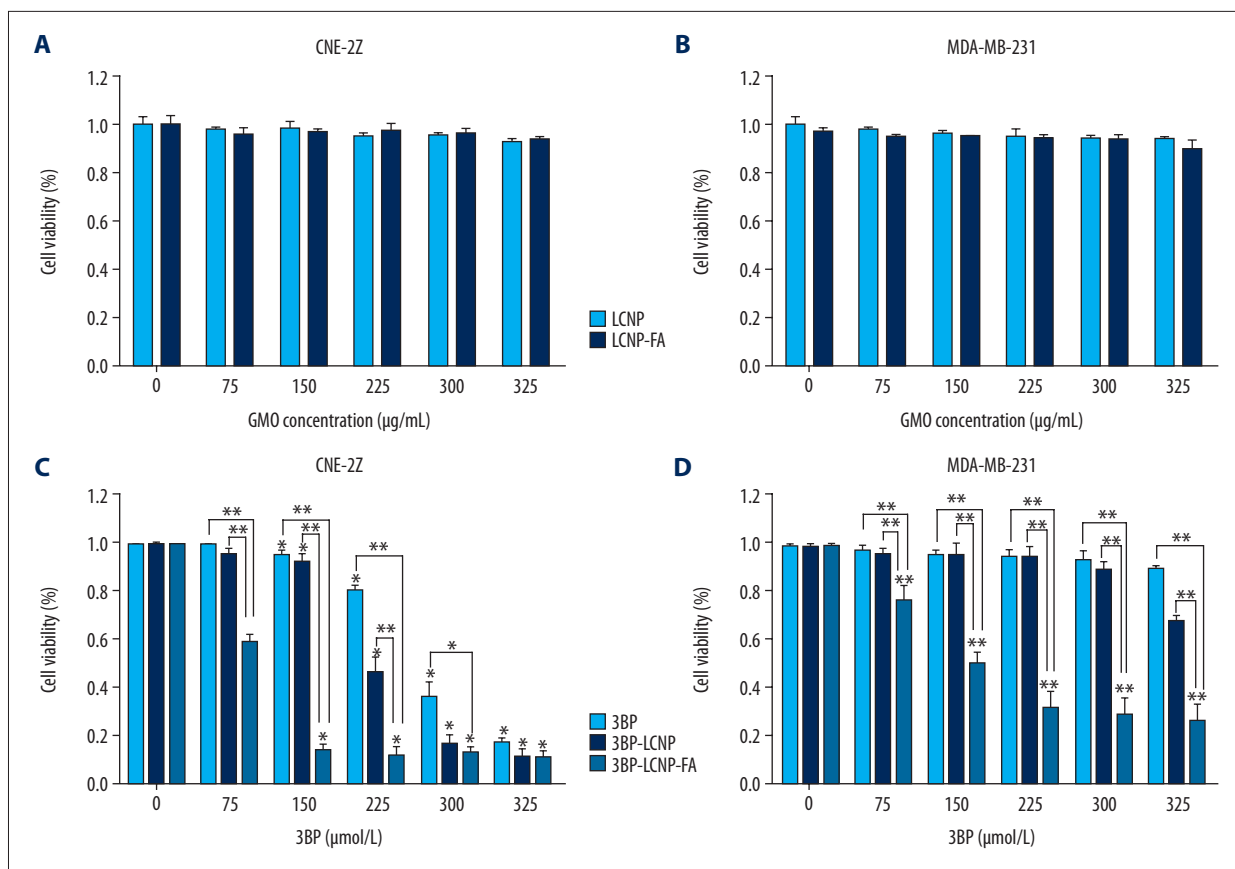 A
CNE-2Z
1.2
1.0
0.8
0.6
0.4
0.2
0.0
Cell viability (%)
0 75 150 225 300 325
GMO concentration (µg/mL)
LCNP
LCNP-FA
B
MDA-MB-231
1.2
1.0
0.8
0.6
0.4
0.2
0.0
Cell viability (%)
0 75 150 225 300 325
GMO concentration (µg/mL)
C
CNE-2Z
1.2
1.0
0.8
0.6
0.4
0.2
0.0
Cell viability (%)
** ** ** ** * * * * ** ** * * * * * * * * * *
0 75 150 225 300 325
3BP (µmol/L)
3BP
3BP-LCNP
3BP-LCNP-FA
D
MDA-MB-231
1.2
1.0
0.8
0.6
0.4
0.2
0.0
Cell viability (%)
** ** ** ** ** ** ** ** ** ** ** ** ** ** **
0 75 150 225 300 325
3BP (µmol/L)